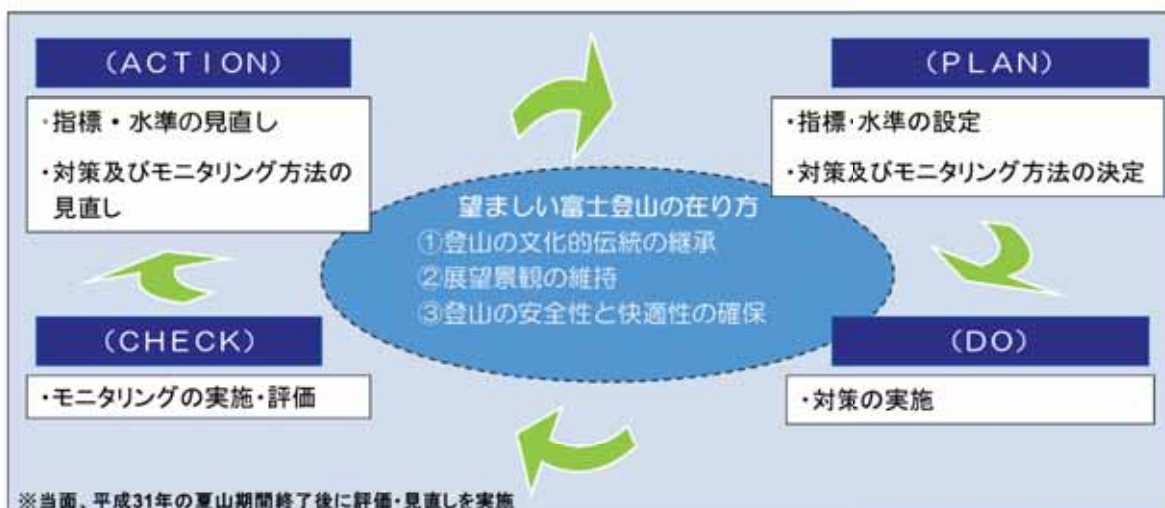 (ACTION)
・指標・水準の見直し
・対策及びモニタリング方法の
見直し
(PLAN)
・指標・水準の設定
・対策及びモニタリング方法の決定
望ましい富士登山の在り方
①登山の文化的伝統の継承
②展望景観の維持
③登山の安全性と快適性の確保
(CHECK)
・モニタリングの実施・評価
(DO)
・対策の実施
※当面、平成31年の夏山期間終了後に評価・見直しを実施